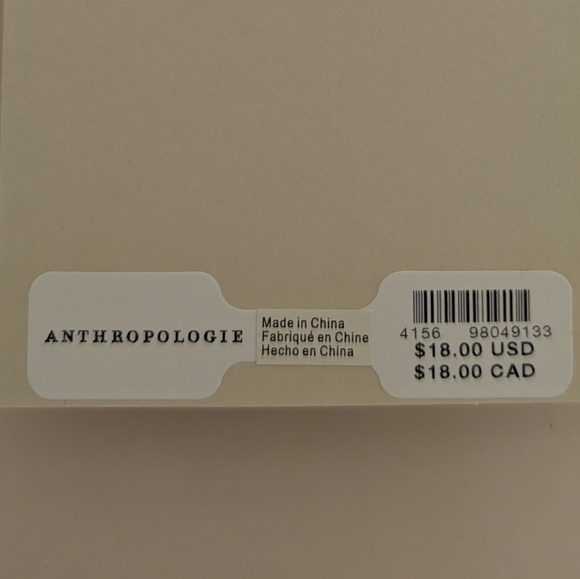 ANTHROPOLOGIE
Made in China
Fabriqué en Chine
Hecho en China
4156 98049133
$18.00 USD
$18.00 CAD